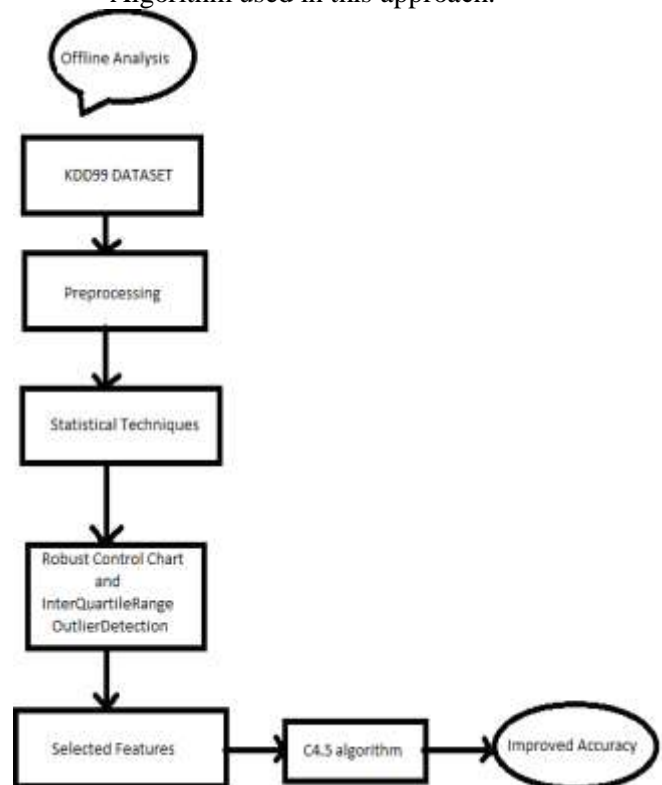 Algorithm used in this approach.
Offline Analysis
KDD99 DATASET
Preprocessing
Statistical Techniques
Robust Control Chart
and
InterQuartileRange
OutlierDetection
Selected Features
C4.5 algorithm
Improved Accuracy